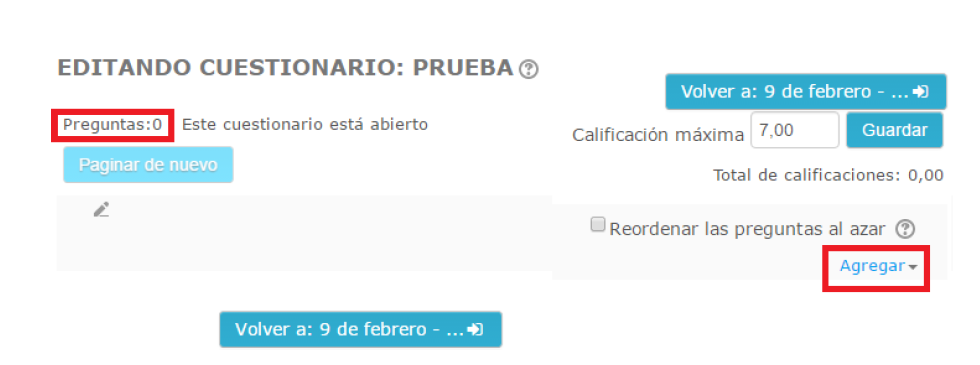 EDITANDO CUESTIONARIO: PRUEBA ?
Volver a: 9 de febrero - ...
Preguntas:0 Este cuestionario está abierto
Calificación máxima 7,00 Guardar
Paginar de nuevo
Total de calificaciones: 0,00
Reordenar las preguntas al azar ?
Agregar
Volver a: 9 de febrero - ...